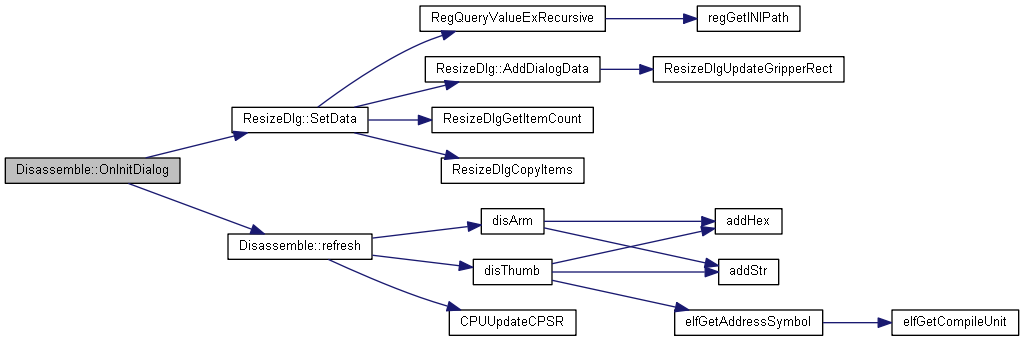 RegQueryValueExRecursive
regGetINIPath
ResizeDlg::AddDialogData
ResizeDlgUpdateGripperRect
ResizeDlg::SetData
ResizeDlgGetItemCount
Disassemble::OnInitDialog
ResizeDlgCopyItems
disArm
addHex
Disassemble::refresh
disThumb
addStr
CPUUpdateCPSR
elfGetAddressSymbol
elfGetCompileUnit